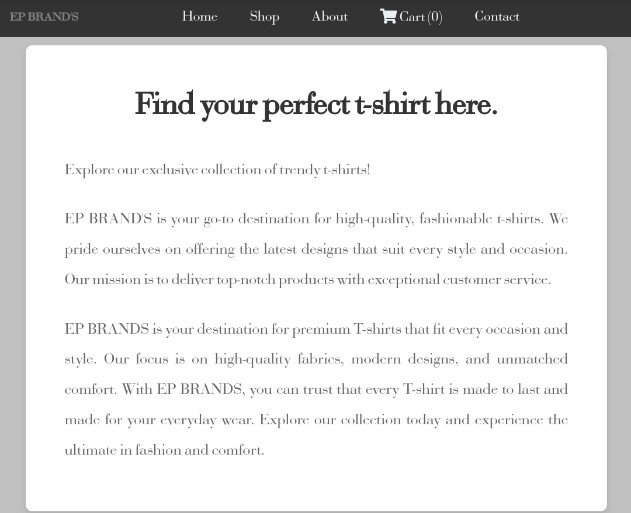 EP BRAND'S
Home Shop About Cart (0) Contact
Find your perfect t-shirt here.
Explore our exclusive collection of trendy t-shirts!
EP BRAND'S is your go-to destination for high-quality, fashionable t-shirts. We
pride ourselves on offering the latest designs that suit every style and occasion.
Our mission is to deliver top-notch products with exceptional customer service.
EP BRANDS is your destination for premium T-shirts that fit every occasion and
style. Our focus is on high-quality fabrics, modern designs, and unmatched
comfort. With EP BRANDS, you can trust that every T-shirt is made to last and
made for your everyday wear. Explore our collection today and experience the
ultimate in fashion and comfort.